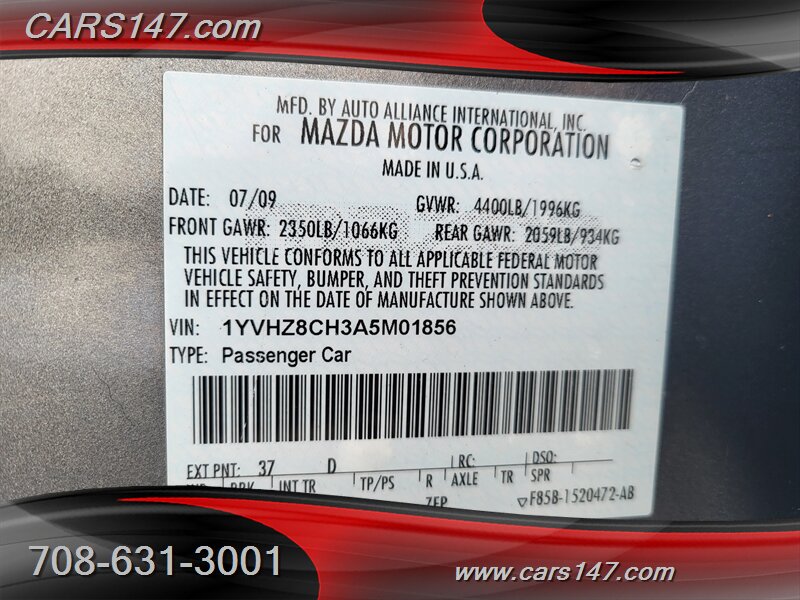 CARS147.com
MFD. BY AUTO ALLIANCE INTERNATIONAL, INC.
FOR MAZDA MOTOR CORPORATION
MADE IN U.S.A.
DATE: 07/09 GVWR: 4400LB/1996KG
FRONT GAWR: 2350LB/1066KG REAR GAWR: 2059LB/934KG
THIS VEHICLE CONFORMS TO ALL APPLICABLE FEDERAL MOTOR
VEHICLE SAFETY, BUMPER, AND THEFT PREVENTION STANDARDS
IN EFFECT ON THE DATE OF MANUFACTURE SHOWN ABOVE.
VIN: 1YVHZ8CH3A5M01856
TYPE: Passenger Car
EXT PNT: 37 D RC: DSO:
INT TR TP/PS R AXLE TR SPR
F85B-1520472-AB
708-631-3001
www.cars147.com